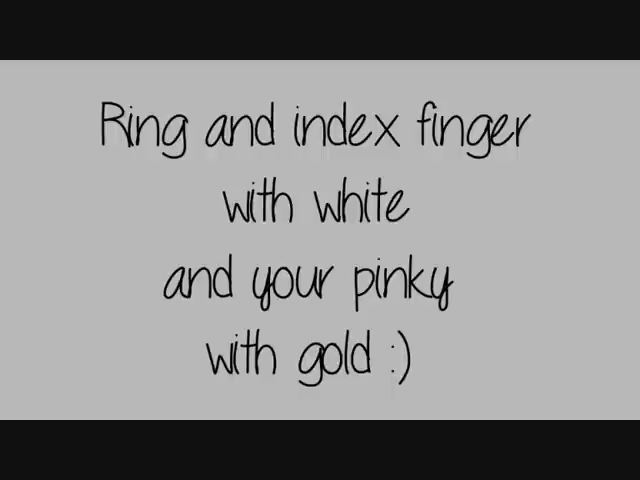 Ring and index finger
with white
and your pinky
with gold :)